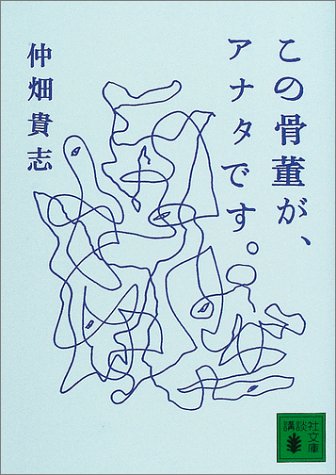 この骨董が、
アナタです。
仲畑貴志
講談社
文庫